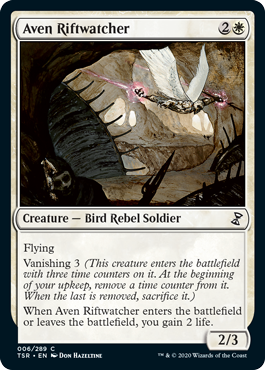 Aven Riftwatcher 2
Creature — Bird Rebel Soldier
Flying
Vanishing 3 (This creature enters the battlefield
with three time counters on it. At the beginning
of your upkeep, remove a time counter from it.
When the last is removed, sacrifice it.)
When Aven Riftwatcher enters the battlefield
or leaves the battlefield, you gain 2 life.
2/3
006/289 C
TSR • EN Don Hazeltine ™ & © 2020 Wizards of the Coast